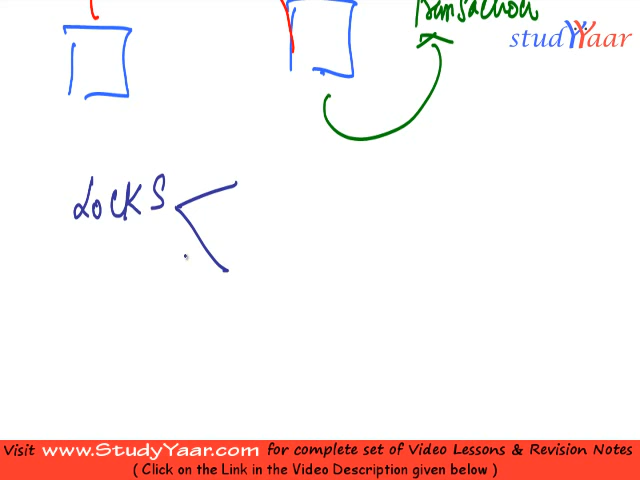 Transaction
studYYaar
LOCKS
Visit www.StudyYaar.com for complete set of Video Lessons & Revision Notes
( Click on the Link in the Video Description given below )